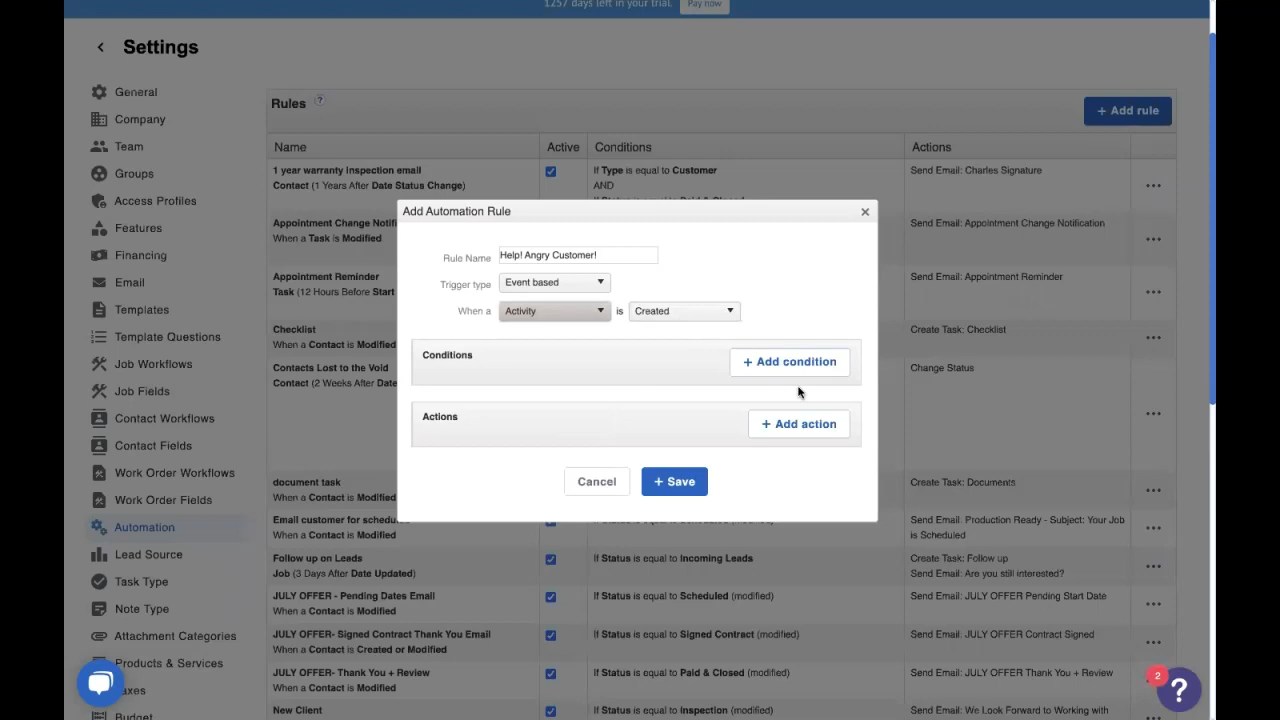 1257 days left in your trial. Pay now
Settings
General
Company
Team
Groups
Access Profiles
Features
Financing
Email
Templates
Template Questions
Job Workflows
Job Fields
Contact Workflows
Contact Fields
Work Order Workflows
Work Order Fields
Automation
Lead Source
Task Type
Note Type
Attachment Categories
Products & Services
Rules ?
+ Add rule
Name Active Conditions Actions
1 year warranty inspection email
Contact (1 Years After Date Status Change)
If Type is equal to Customer
AND
Send Email: Charles Signature
Appointment Change
When a Task is Modified
Send Email: Appointment Change Notification
Appointment Reminder
Task (12 Hours Before Start
Send Email: Appointment Reminder
Checklist
When a Contact is Modified
Create Task: Checklist
Contacts Lost to the Void
Contact (2 Weeks After Date
Change Status
document task
When a Contact is Modified
Create Task: Documents
Email customer for
When a Contact is Modified
Send Email: Production Ready - Subject: Your Job
is Scheduled
Follow up on Leads
Job (3 Days After Date Updated)
If Status is equal to Incoming Leads
Create Task: Follow up
Send Email: Are you still interested?
JULY OFFER - Pending Dates Email
When a Contact is Modified
If Status is equal to Scheduled (modified)
Send Email: JULY OFFER Pending Start Date
JULY OFFER- Signed Contract Thank You Email
When a Contact is Created or Modified
If Status is equal to Signed Contract (modified)
Send Email: JULY OFFER Contract Signed
JULY OFFER- Thank You + Review
When a Contact is Modified
If Status is equal to Paid & Closed (modified)
Send Email: JULY OFFER Thank You + Review
New Client
If Status is equal to Inspection (modified)
Send Email: We Look Forward to Working with
Add Automation Rule
Rule Name Help! Angry Customer!
Trigger type Event based
When a Activity is Created
Conditions + Add condition
Actions + Add action
Cancel + Save
2
?